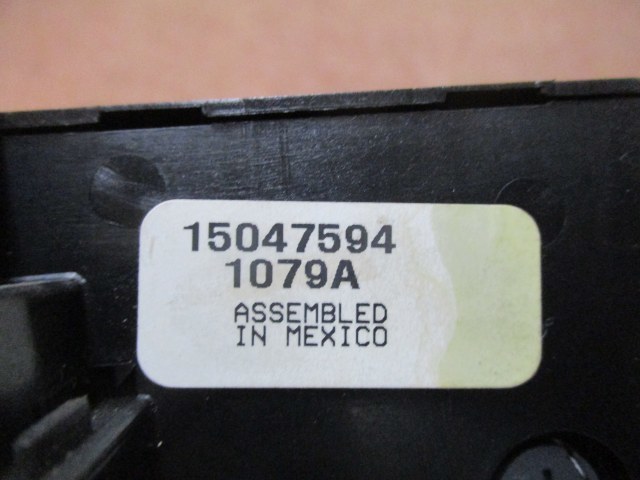 15047594
1079A
ASSEMBLED
IN MEXICO